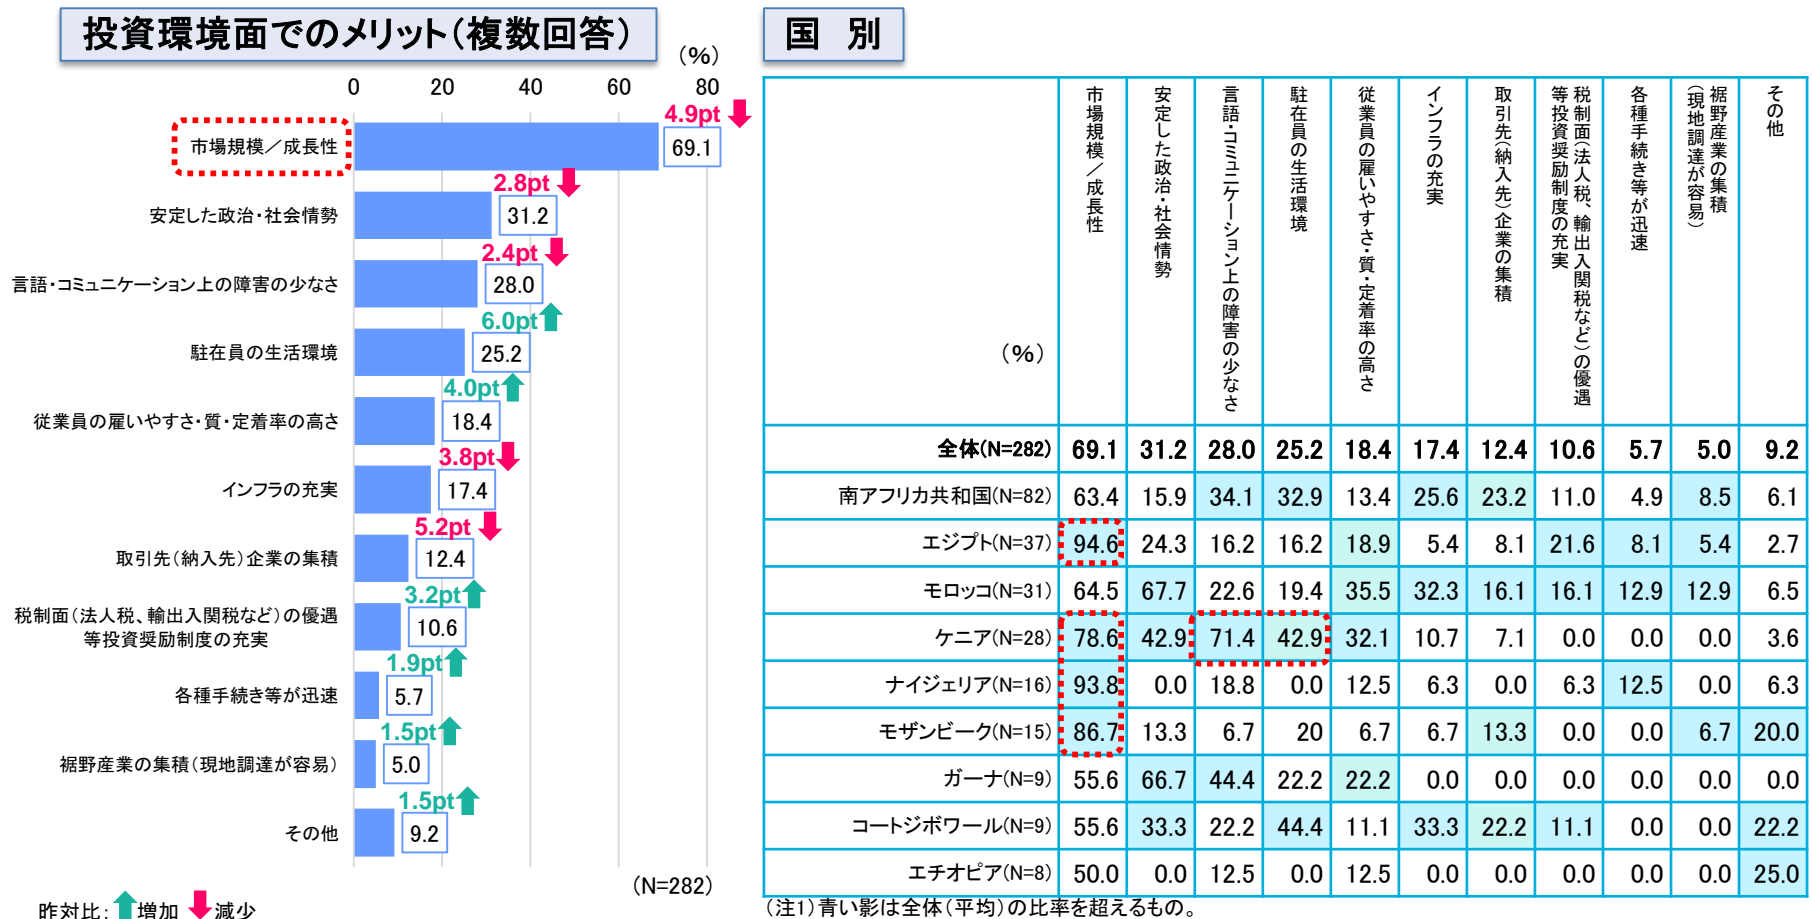 投資環境面でのメリット(複数回答)
(%)
0 20 40 60 80
市場規模／成長性 69.1 4.9pt
安定した政治・社会情勢 31.2 2.8pt
言語・コミュニケーション上の障害の少なさ 28.0 2.4pt
駐在員の生活環境 25.2 6.0pt
従業員の雇いやすさ・質・定着率の高さ 18.4 4.0pt
インフラの充実 17.4 3.8pt
取引先(納入先)企業の集積 12.4 5.2pt
税制面(法人税、輸出入関税など)の優遇
等投資奨励制度の充実 10.6 3.2pt
各種手続き等が迅速 5.7 1.9pt
裾野産業の集積(現地調達が容易) 5.0 1.5pt
その他 9.2 1.5pt
(N=282)
昨対比: 増加 減少
国 別
(%)
市場規模／成長性
安定した政治・社会情勢
言語・コミュニケーション上の障害の少なさ
駐在員の生活環境
従業員の雇いやすさ・質・定着率の高さ
インフラの充実
取引先(納入先)企業の集積
税制面(法人税、輸出入関税など)の優遇
等投資奨励制度の充実
各種手続き等が迅速
裾野産業の集積
(現地調達が容易)
その他
全体(N=282) 69.1 31.2 28.0 25.2 18.4 17.4 12.4 10.6 5.7 5.0 9.2
南アフリカ共和国(N=82) 63.4 15.9 34.1 32.9 13.4 25.6 23.2 11.0 4.9 8.5 6.1
エジプト(N=37) 94.6 24.3 16.2 16.2 18.9 5.4 8.1 21.6 8.1 5.4 2.7
モロッコ(N=31) 64.5 67.7 22.6 19.4 35.5 32.3 16.1 16.1 12.9 12.9 6.5
ケニア(N=28) 78.6 42.9 71.4 42.9 32.1 10.7 7.1 0.0 0.0 0.0 3.6
ナイジェリア(N=16) 93.8 0.0 18.8 0.0 12.5 6.3 0.0 6.3 12.5 0.0 6.3
モザンビーク(N=15) 86.7 13.3 6.7 20 6.7 6.7 13.3 0.0 0.0 6.7 20.0
ガーナ(N=9) 55.6 66.7 44.4 22.2 22.2 0.0 0.0 0.0 0.0 0.0 0.0
コートジボワール(N=9) 55.6 33.3 22.2 44.4 11.1 33.3 22.2 11.1 0.0 0.0 22.2
エチオピア(N=8) 50.0 0.0 12.5 0.0 12.5 0.0 0.0 0.0 0.0 0.0 25.0
(注1)青い影は全体(平均)の比率を超えるもの。